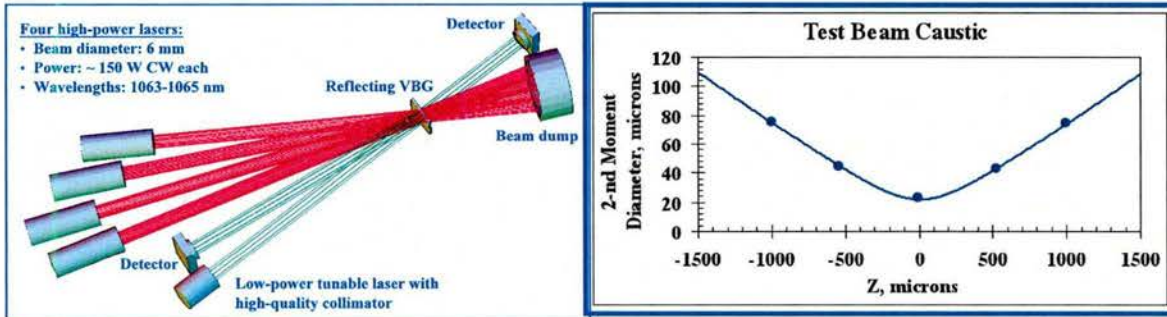 Four high-power lasers:
• Beam diameter: 6 mm
• Power: ~ 150 W CW each
• Wavelengths: 1063-1065 nm
Detector
Reflecting VBG
Beam dump
Detector
Low-power tunable laser with
high-quality collimator
Test Beam Caustic
2-nd Moment
Diameter, microns
120
100
80
60
40
20
0
-1500 -1000 -500 0 500 1000 1500
Z, microns